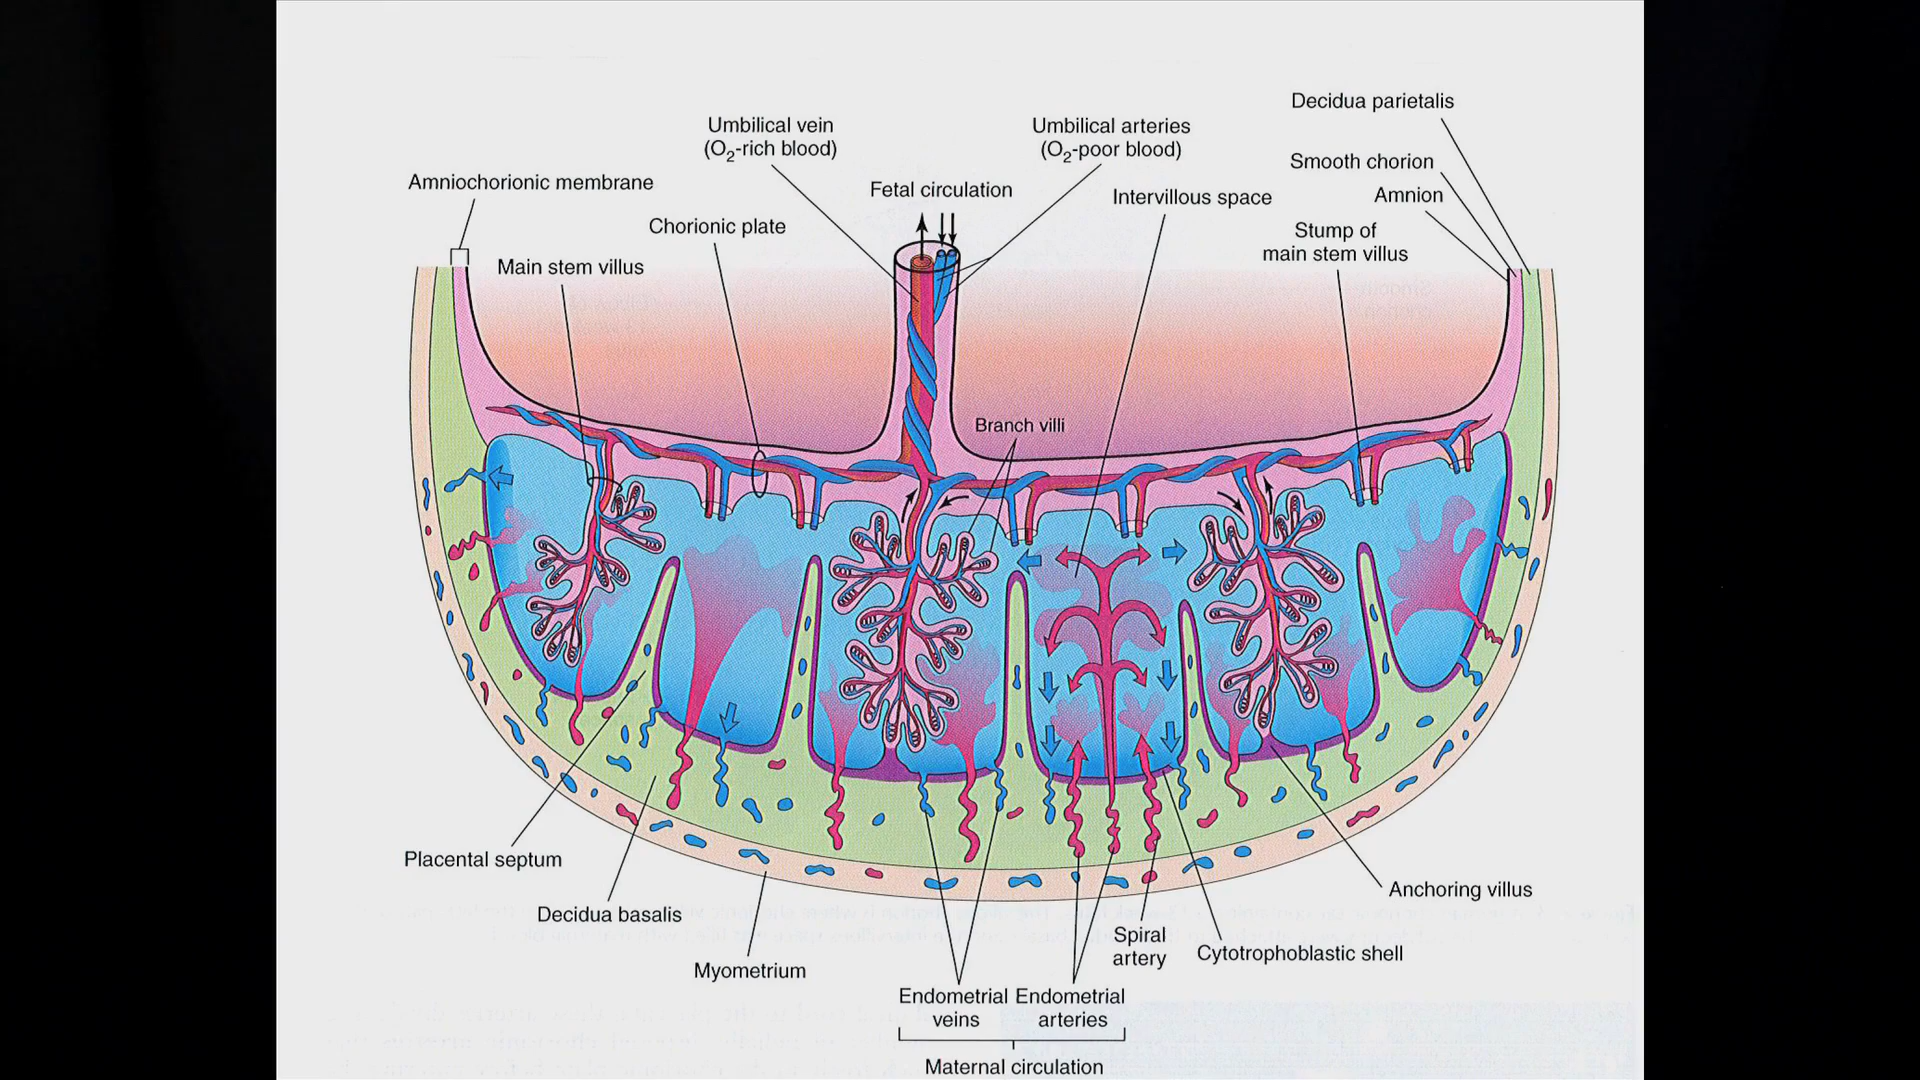 Decidua parietalis
Umbilical vein
(O2-rich blood)
Umbilical arteries
(O2-poor blood)
Smooth chorion
Amniochorionic membrane
Fetal circulation
Intervillous space
Amnion
Chorionic plate
Stump of
main stem villus
Main stem villus
Branch villi
Placental septum
Anchoring villus
Decidua basalis
Spiral
artery
Cytotrophoblastic shell
Myometrium
Endometrial
veins
Endometrial
arteries
Maternal circulation